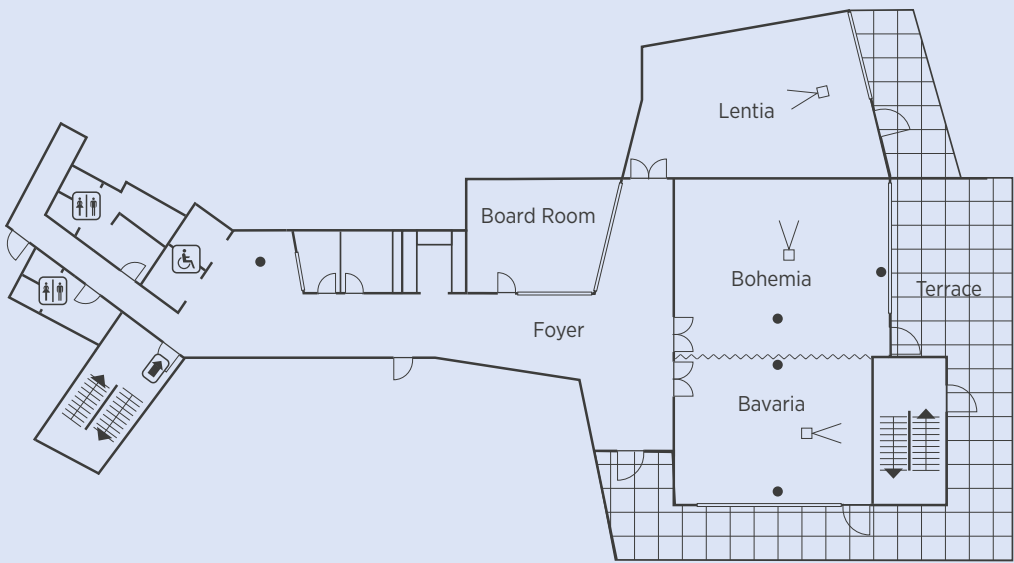 Lentia
Board Room
Bohemia
Terrace
Foyer
Bavaria